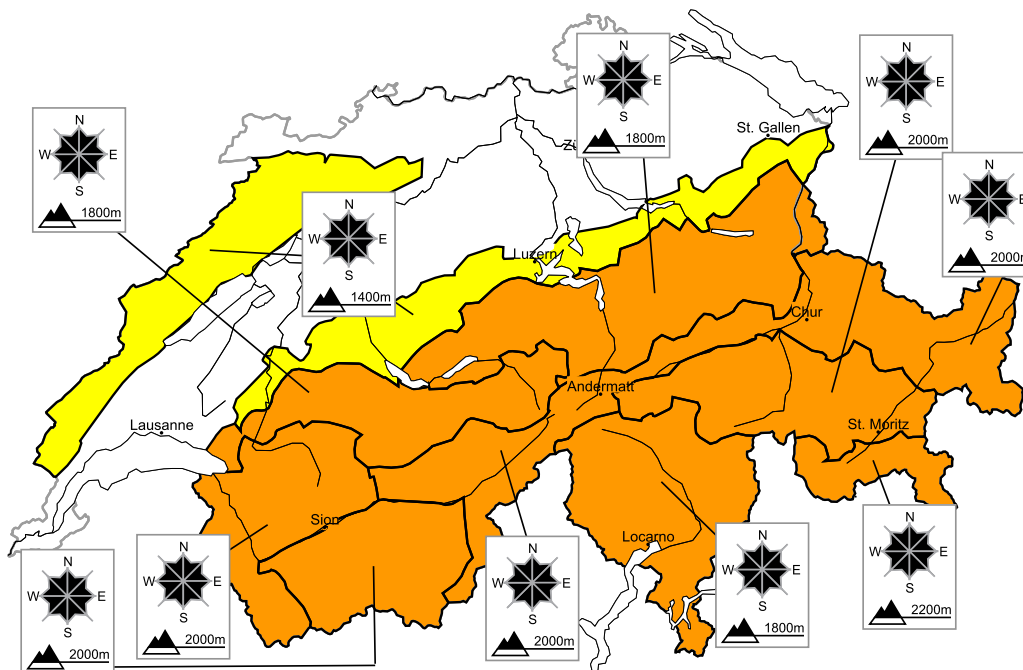 N
W E
S
1800m
N
W E
S
1400m
N
W E
S
1800m
N
W E
S
2000m
N
W E
S
2000m
St. Gallen
Luzern
Chur
Andermatt
Lausanne
St. Moritz
Sion
Locarno
N
W E
S
2000m
N
W E
S
2000m
N
W E
S
2000m
N
W E
S
1800m
N
W E
S
2200m